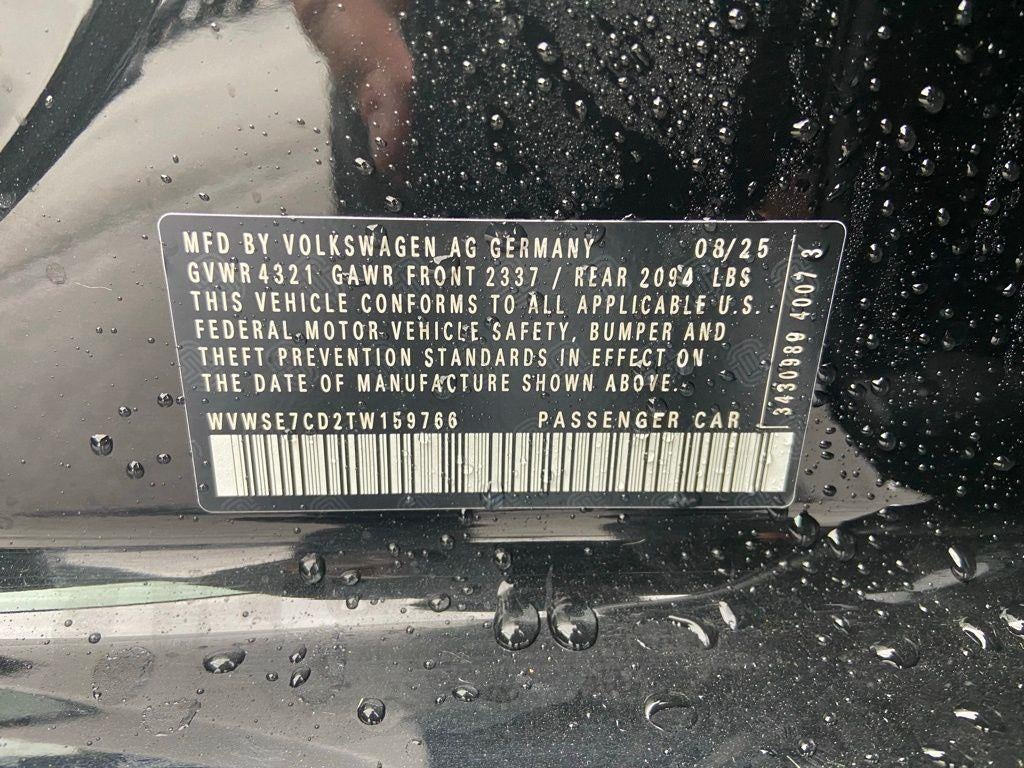 MFD BY VOLKSWAGEN AG GERMANY 08/25
GVWR 4321 GAWR FRONT 2337 / REAR 2094 LBS
THIS VEHICLE CONFORMS TO ALL APPLICABLE U.S.
FEDERAL MOTOR VEHICLE SAFETY, BUMPER AND
THEFT PREVENTION STANDARDS IN EFFECT ON
THE DATE OF MANUFACTURE SHOWN ABOVE.
WVWSE7CD2TW159766 PASSENGER CAR
3430989 4007 3